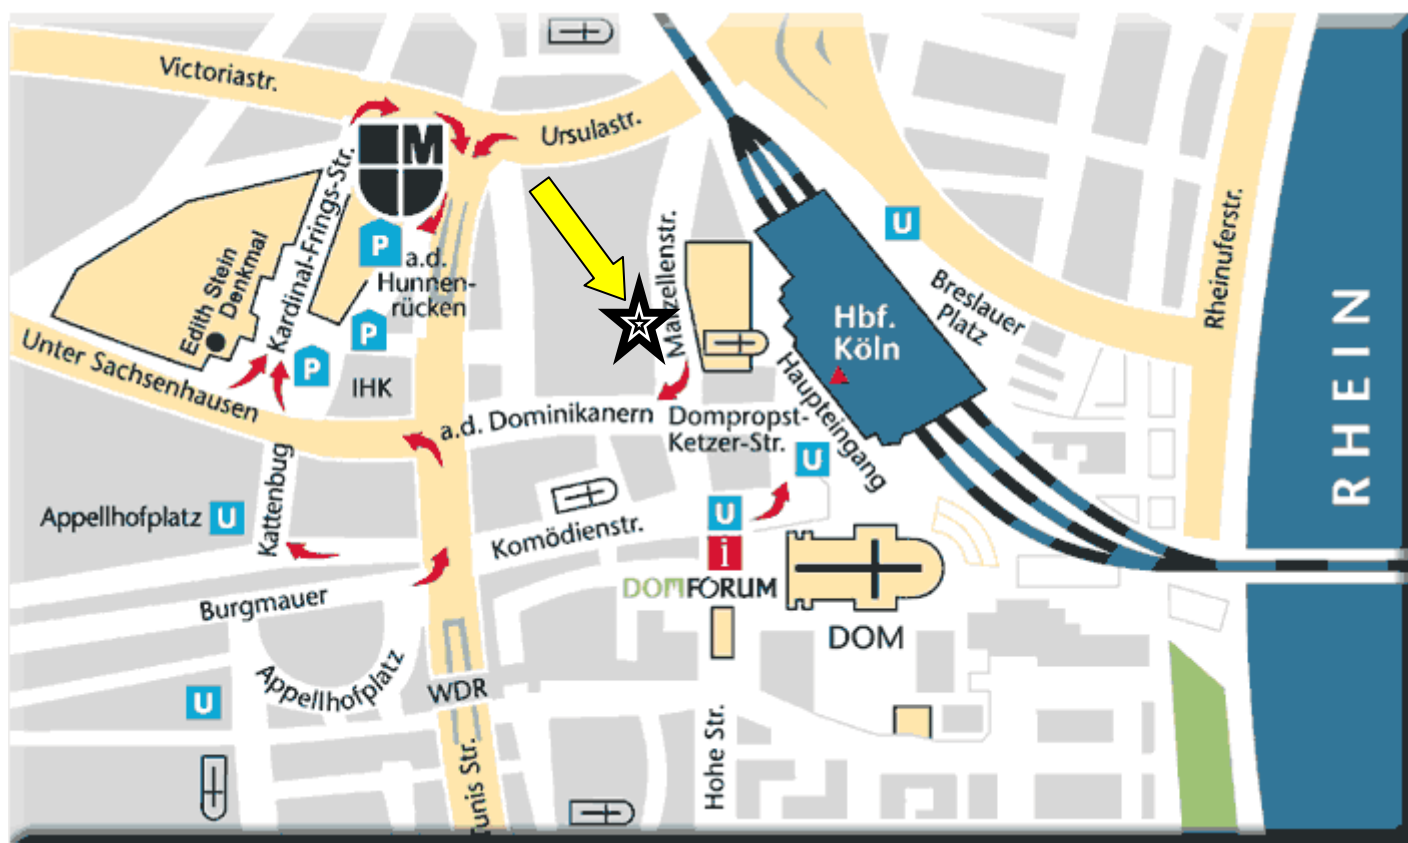 Victoriastr.
Ursulastr.
M
Kardinal-Frings-Str.
P
a.d.
Hunnen-
rücken
Edith Stein
Denkmal
P
P
IHK
Unter Sachsenhausen
Marzellenstr.
U
Breslauer
Platz
Rheinuferstr.
Hbf.
Köln
Haupteingang
RHEIN
a.d. Dominikanern
Dompropst-
Ketzer-Str.
U
Kattenbug
Appellhofplatz
U
Komödienstr.
U
i
DOMFORUM
DOM
Burgmauer
Appellhofplatz
U
WDR
Hohe Str.
Tunis Str.